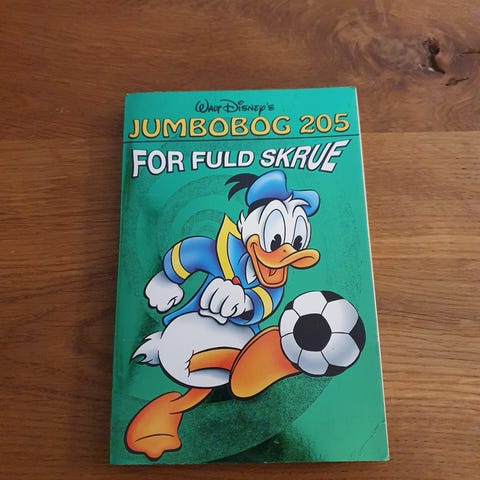 Walt Disney's
JUMBOBOG 205
FOR FULD SKRUE